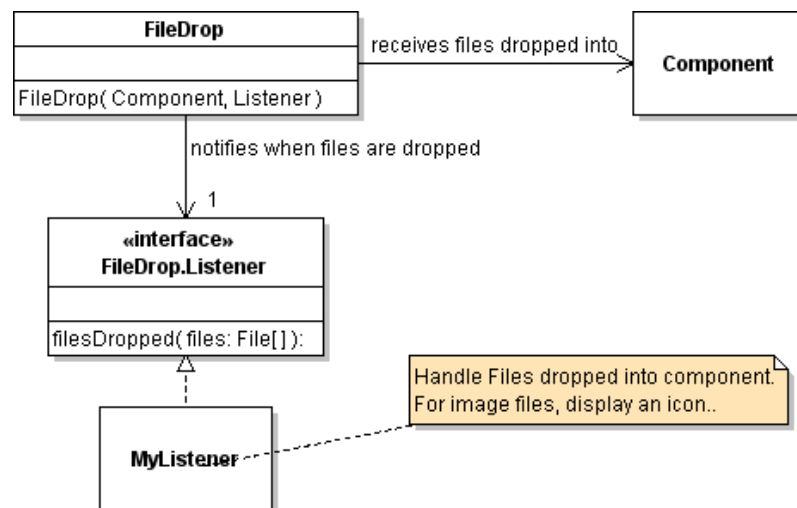 FileDrop
receives files dropped into
Component
FileDrop( Component, Listener )
notifies when files are dropped
1
«interface»
FileDrop.Listener
filesDropped( files: File[] ):
Handle Files dropped into component.
For image files, display an icon..
MyListener